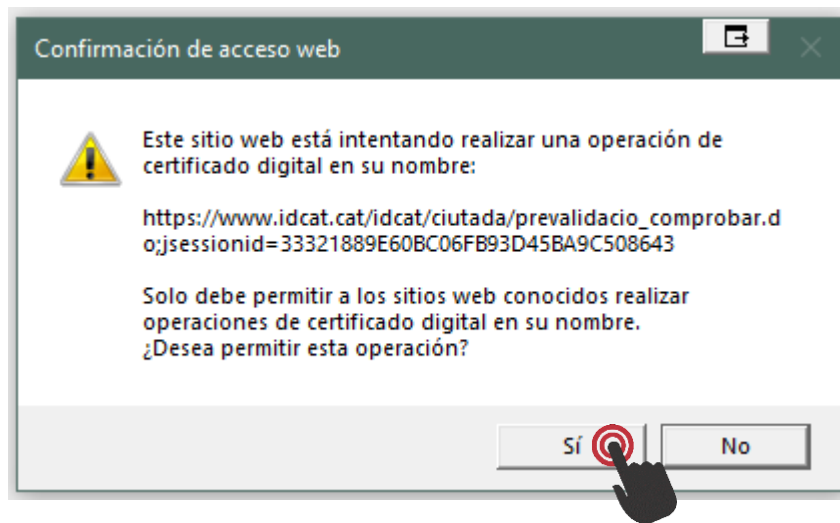 Confirmación de acceso web
Este sitio web está intentando realizar una operación de
certificado digital en su nombre:
https://www.idcat.cat/idcat/ciutada/prevalidacio_comprobar.d
o;jsessionid=33321889E60BC06FB93D45BA9C508643
Solo debe permitir a los sitios web conocidos realizar
operaciones de certificado digital en su nombre.
¿Desea permitir esta operación?
Sí
No